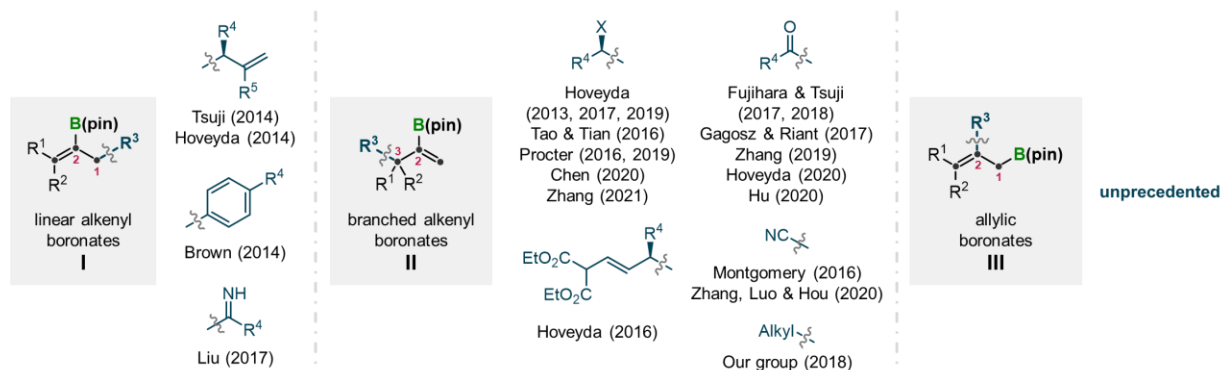 B(pin)
R1
R2
R3
2
1
linear alkenyl
boronates
I
R4
R5
Tsuji (2014)
Hoveyda (2014)
R4
Brown (2014)
NH
R4
Liu (2017)
B(pin)
R3
3
2
R1
R2
branched alkenyl
boronates
II
X
R4
Hoveyda
(2013, 2017, 2019)
Tao & Tian (2016)
Procter (2016, 2019)
Chen (2020)
Zhang (2021)
R4
EtO2C
EtO2C
Hoveyda (2016)
O
R4
Fujihara & Tsuji
(2017, 2018)
Gagosz & Riant (2017)
Zhang (2019)
Hoveyda (2020)
Hu (2020)
NC
Montgomery (2016)
Zhang, Luo & Hou (2020)
Alkyl
Our group (2018)
R3
R1
R2
B(pin)
2
1
allylic
boronates
III
unprecedented